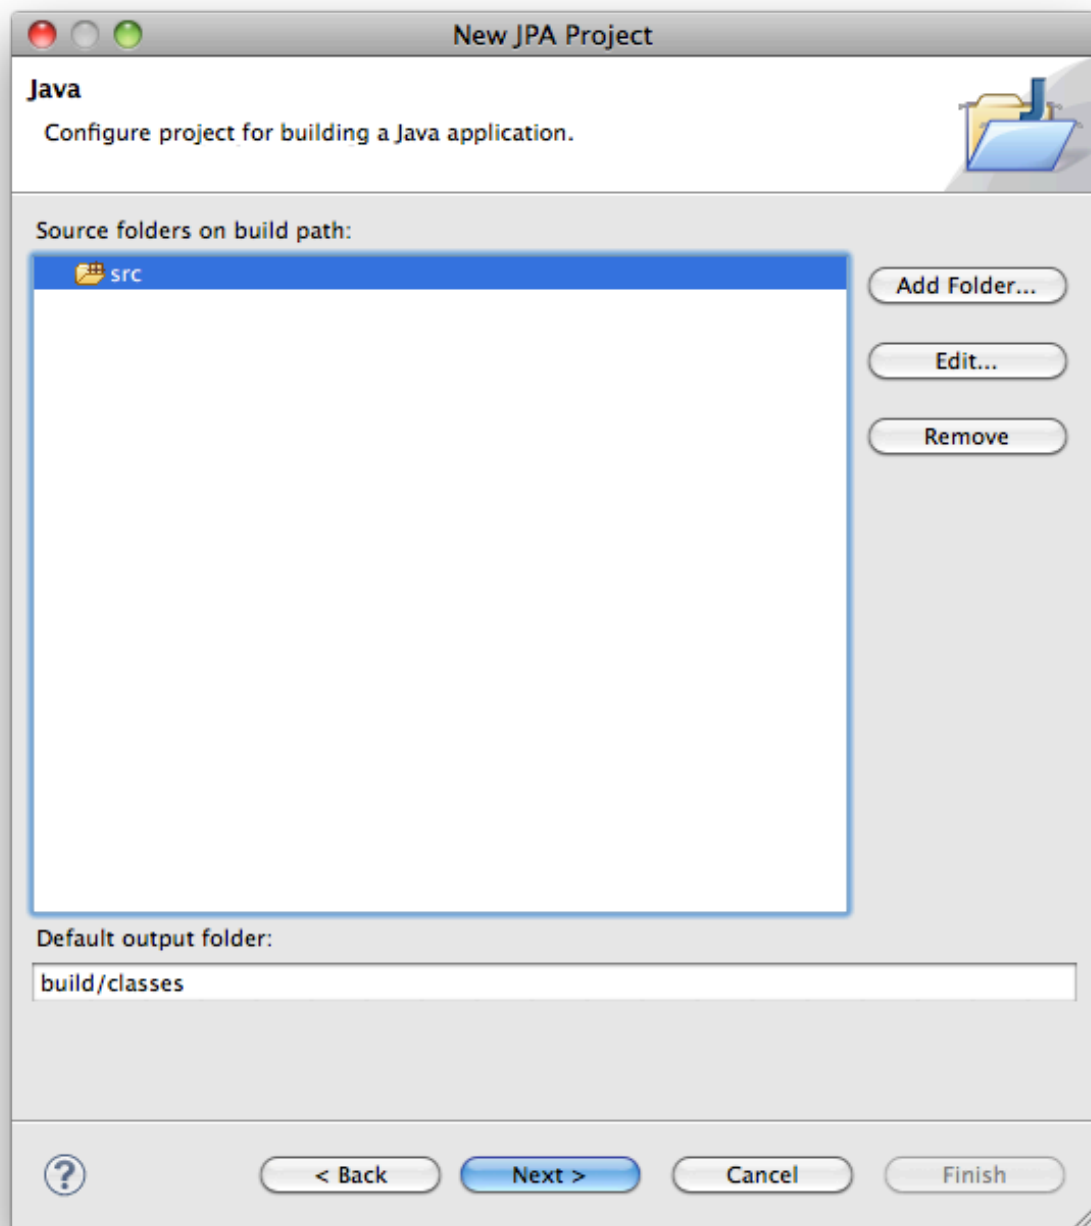 New JPA Project
Java
Configure project for building a Java application.
Source folders on build path:
src
Add Folder...
Edit...
Remove
Default output folder:
build/classes
?
< Back
Next >
Cancel
Finish